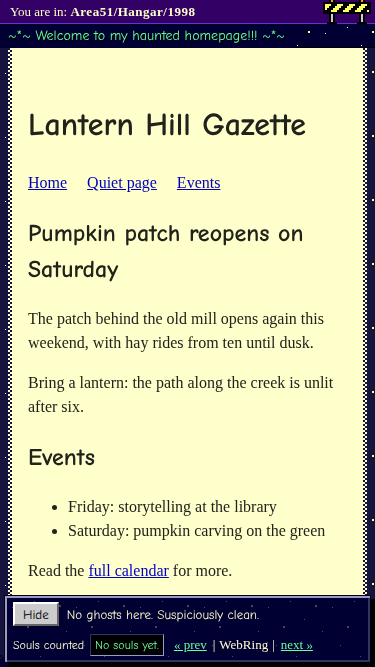 You are in: Area51/Hangar/1998
~*~ Welcome to my haunted homepage!!! ~*~
Lantern Hill Gazette
Home Quiet page Events
Pumpkin patch reopens on
Saturday
The patch behind the old mill opens again this
weekend, with hay rides from ten until dusk.
Bring a lantern: the path along the creek is unlit
after six.
Events
• Friday: storytelling at the library
• Saturday: pumpkin carving on the green
Read the full calendar for more.
Hide No ghosts here. Suspiciously clean.
Souls counted No souls yet. « prev | WebRing | next »